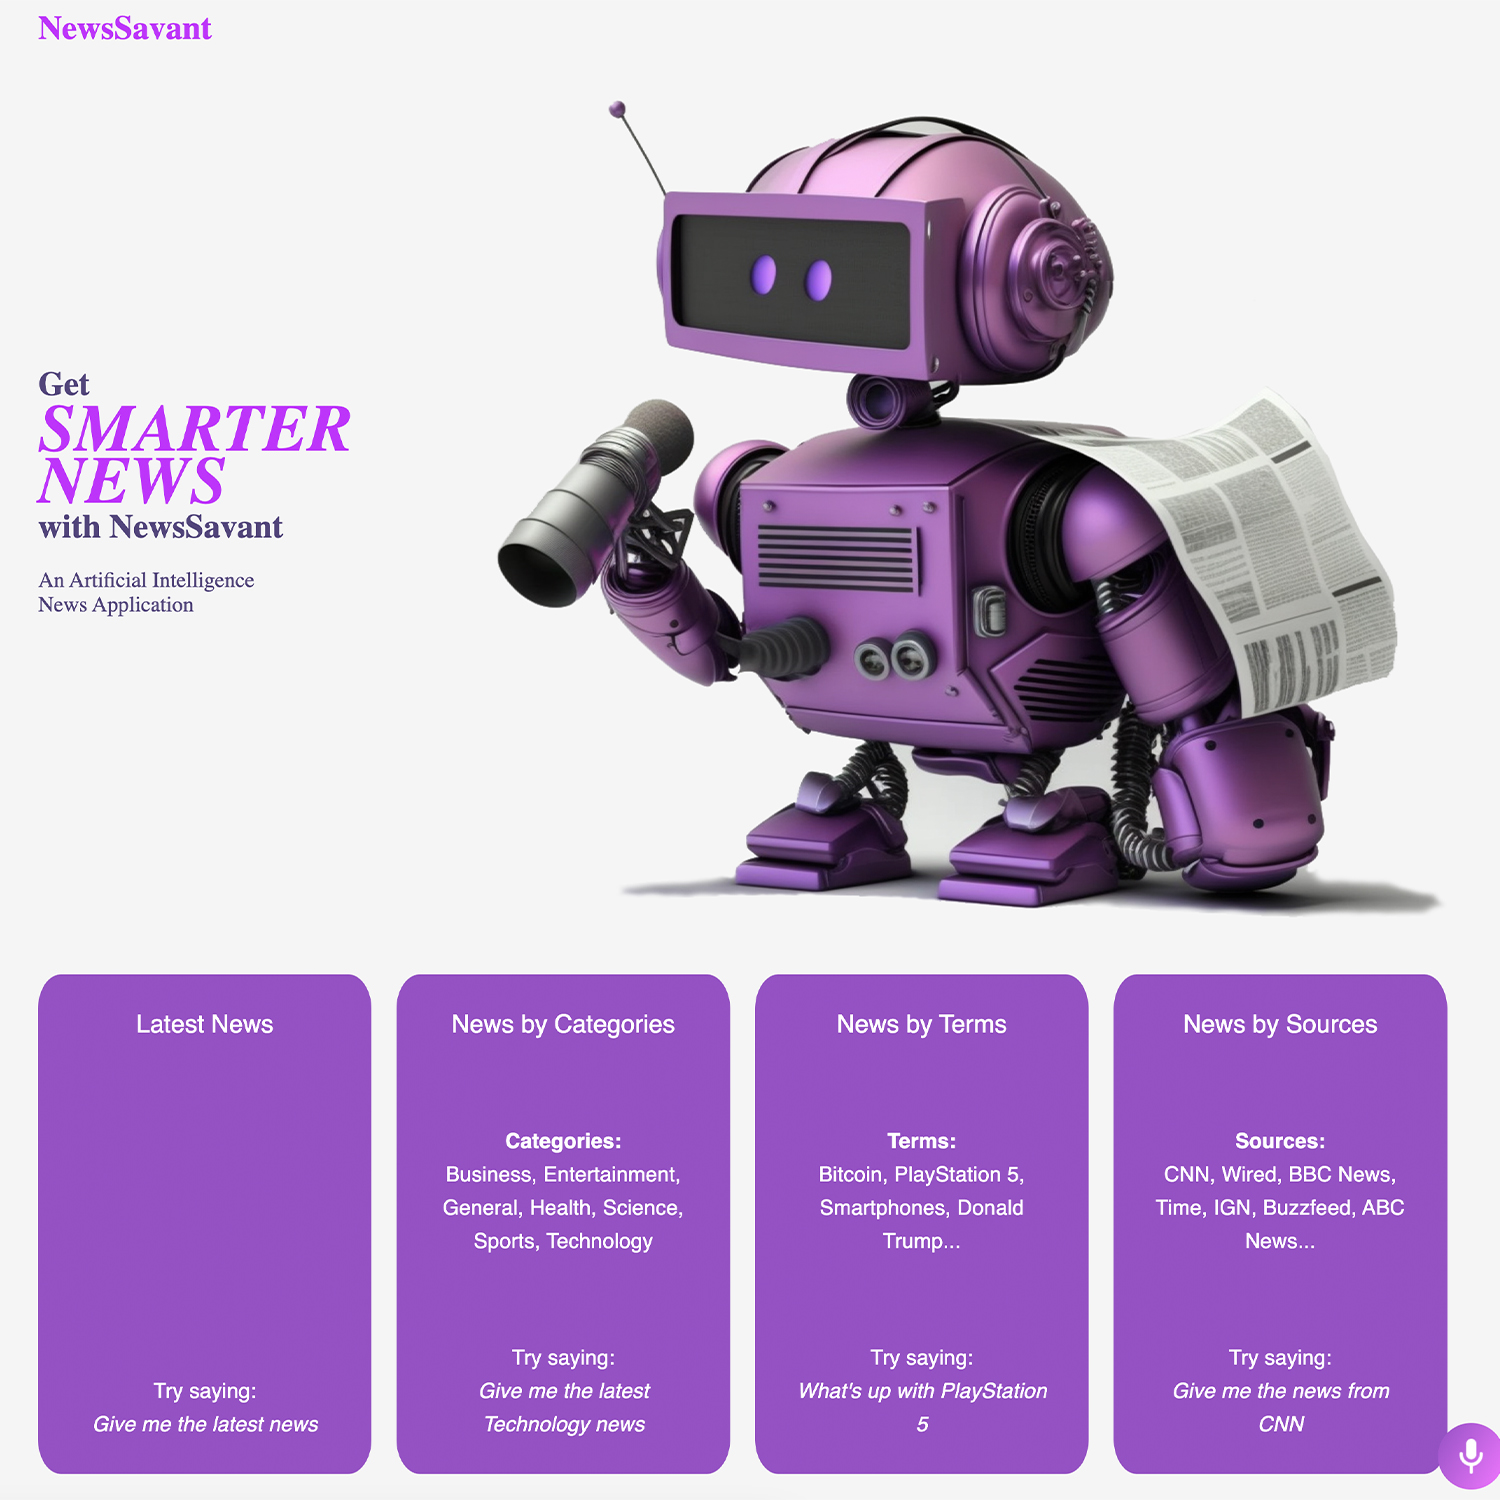 NewsSavant
Get
SMARTER
NEWS
with NewsSavant
An Artificial Intelligence
News Application
Latest News
Try saying:
Give me the latest news
News by Categories
Categories:
Business, Entertainment,
General, Health, Science,
Sports, Technology
Try saying:
Give me the latest
Technology news
News by Terms
Terms:
Bitcoin, PlayStation 5,
Smartphones, Donald
Trump...
Try saying:
What's up with PlayStation
5
News by Sources
Sources:
CNN, Wired, BBC News,
Time, IGN, Buzzfeed, ABC
News...
Try saying:
Give me the news from
CNN